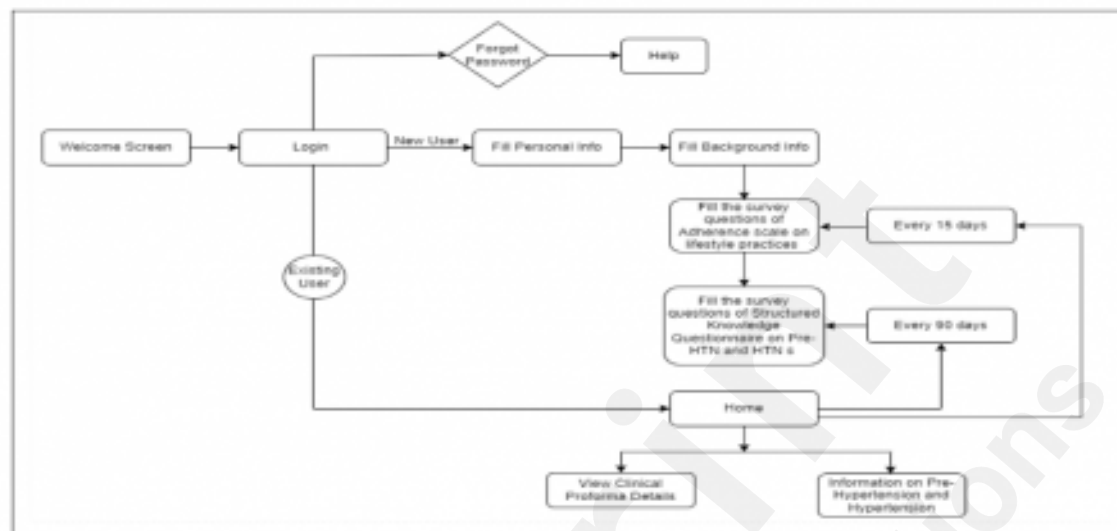 Forgot
Password
Help
Welcome Screen
Login
New User
Fill Personal Info
Fill Background Info
Fill the survey
questions of
Adherence scale on
lifestyle practices
Every 15 days
Existing
User
Fill the survey
questions of Structured
Knowledge
Questionnaire on Pre-
HTN and HTN s
Every 90 days
Home
View Clinical
Proforma Details
Information on Pre-
Hypertension and
Hypertension